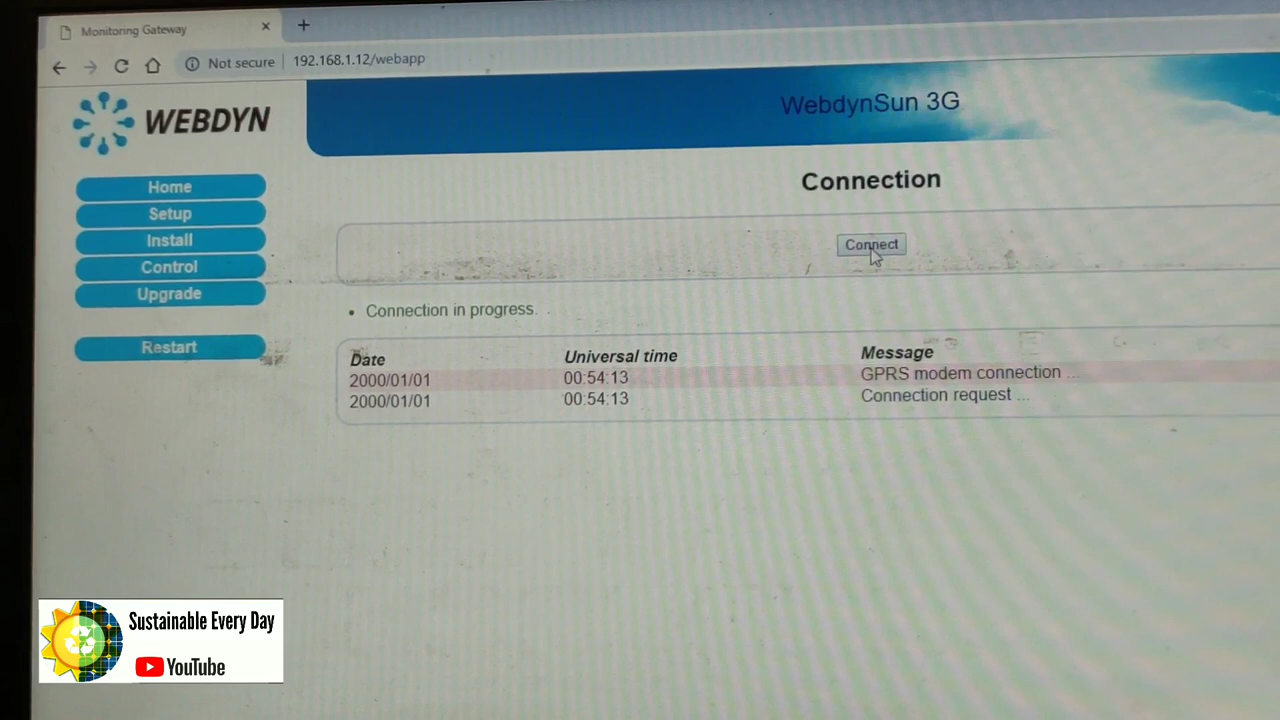 Monitoring Gateway
Not secure 192.168.1.12/webapp
WEBDYN
WebdynSun 3G
Home
Setup
Install
Control
Upgrade
Restart
Connection
Connect
Connection in progress. .
Date Universal time Message
2000/01/01 00:54:13 GPRS modem connection ...
2000/01/01 00:54:13 Connection request ...
Sustainable Every Day
YouTube